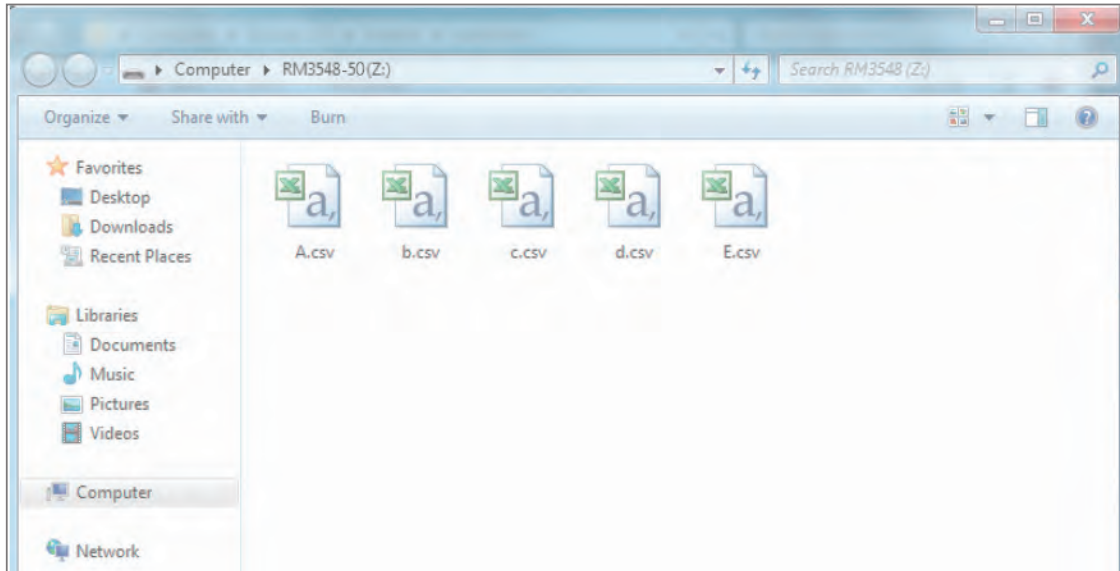 Computer ▸ RM3548-50(Z:)
Search RM3548 (Z:)
Organize Share with Burn
Favorites
Desktop
Downloads
Recent Places
Libraries
Documents
Music
Pictures
Videos
Computer
Network
a, a, a, a, a,
A.csv b.csv c.csv d.csv E.csv